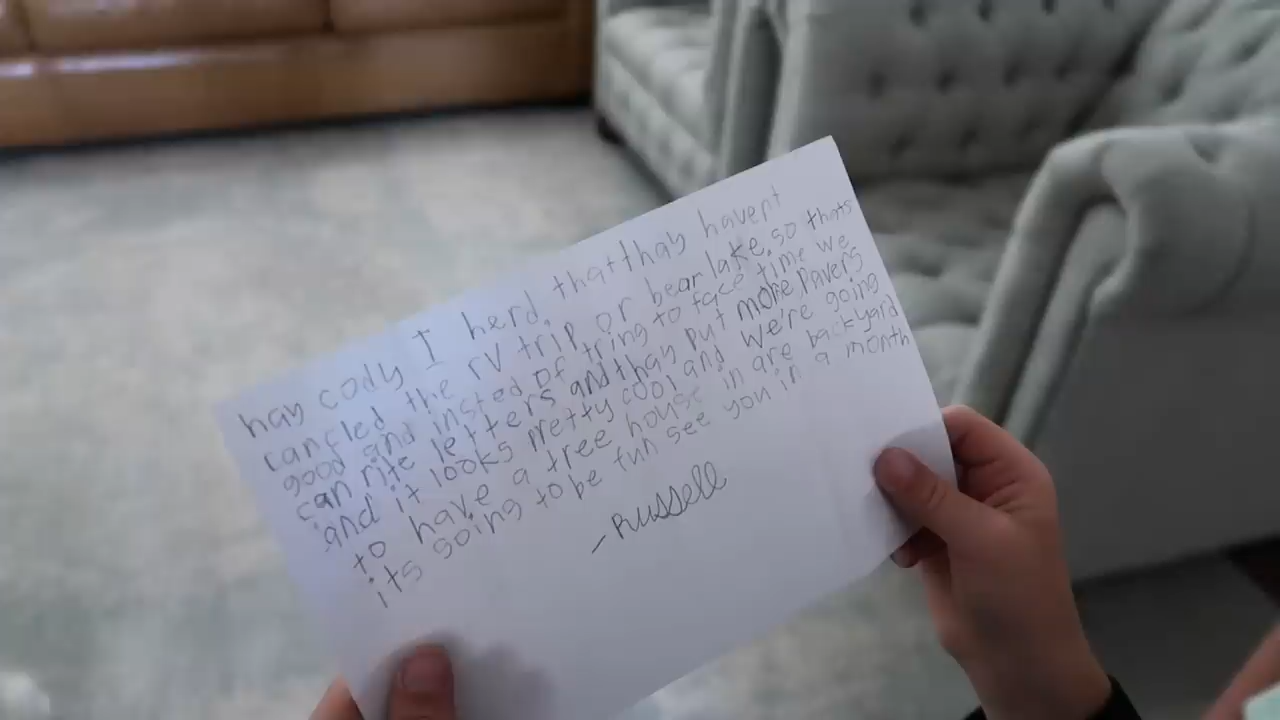 hay cody I herd that thay havent
cancled the rv trip or bear lake. so thats
good and insted of tring to face time we
can rite letters and thay put more pavers
and it looks pretty cool and we're going
to have a tree house in are backyard
its going to be fun see you in a month
-Russell